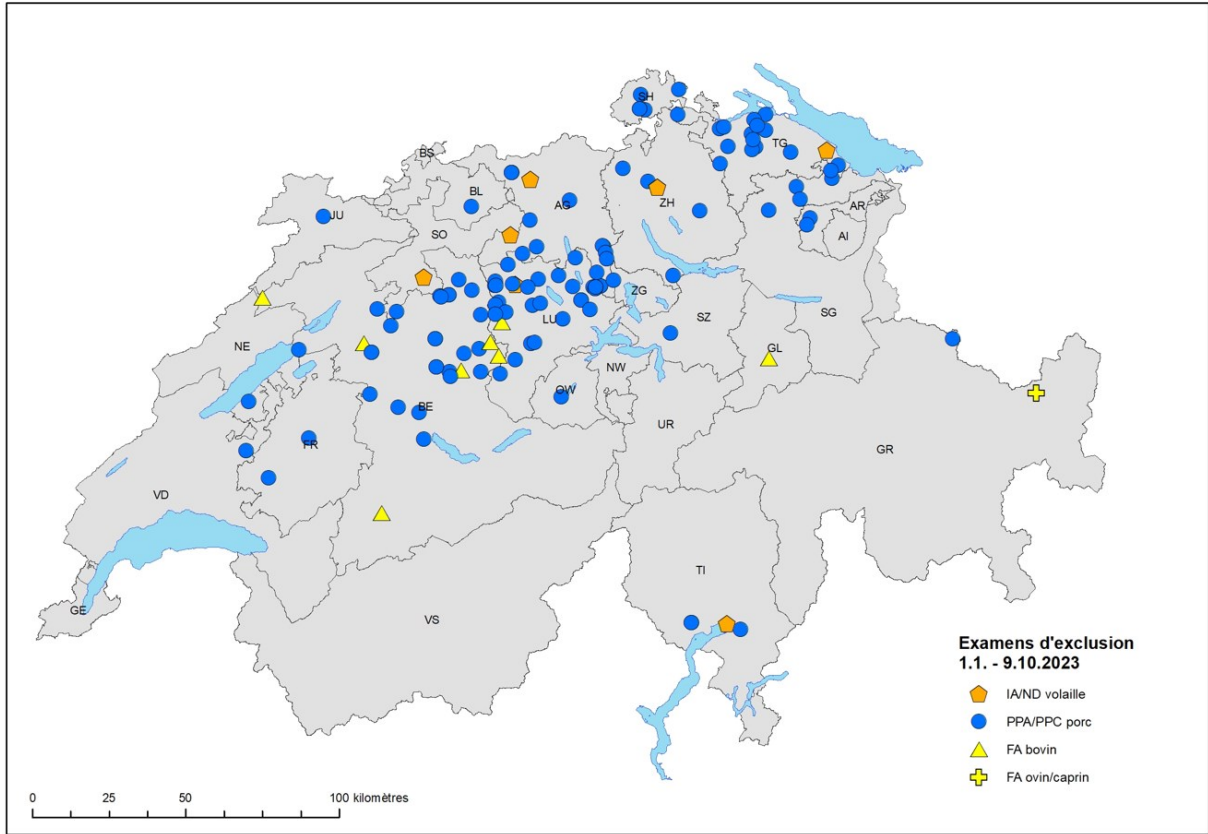 SH
BS
TG
BL
JU
AG
ZH
AR
SO
AI
ZG
LU
SZ
SG
NE
GL
NW
OW
BE
UR
FR
GR
VD
TI
GE
VS
Examens d'exclusion
1.1. - 9.10.2023
IA/ND volaille
PPA/PPC porc
FA bovin
FA ovin/caprin
0 25 50 100 kilomètres